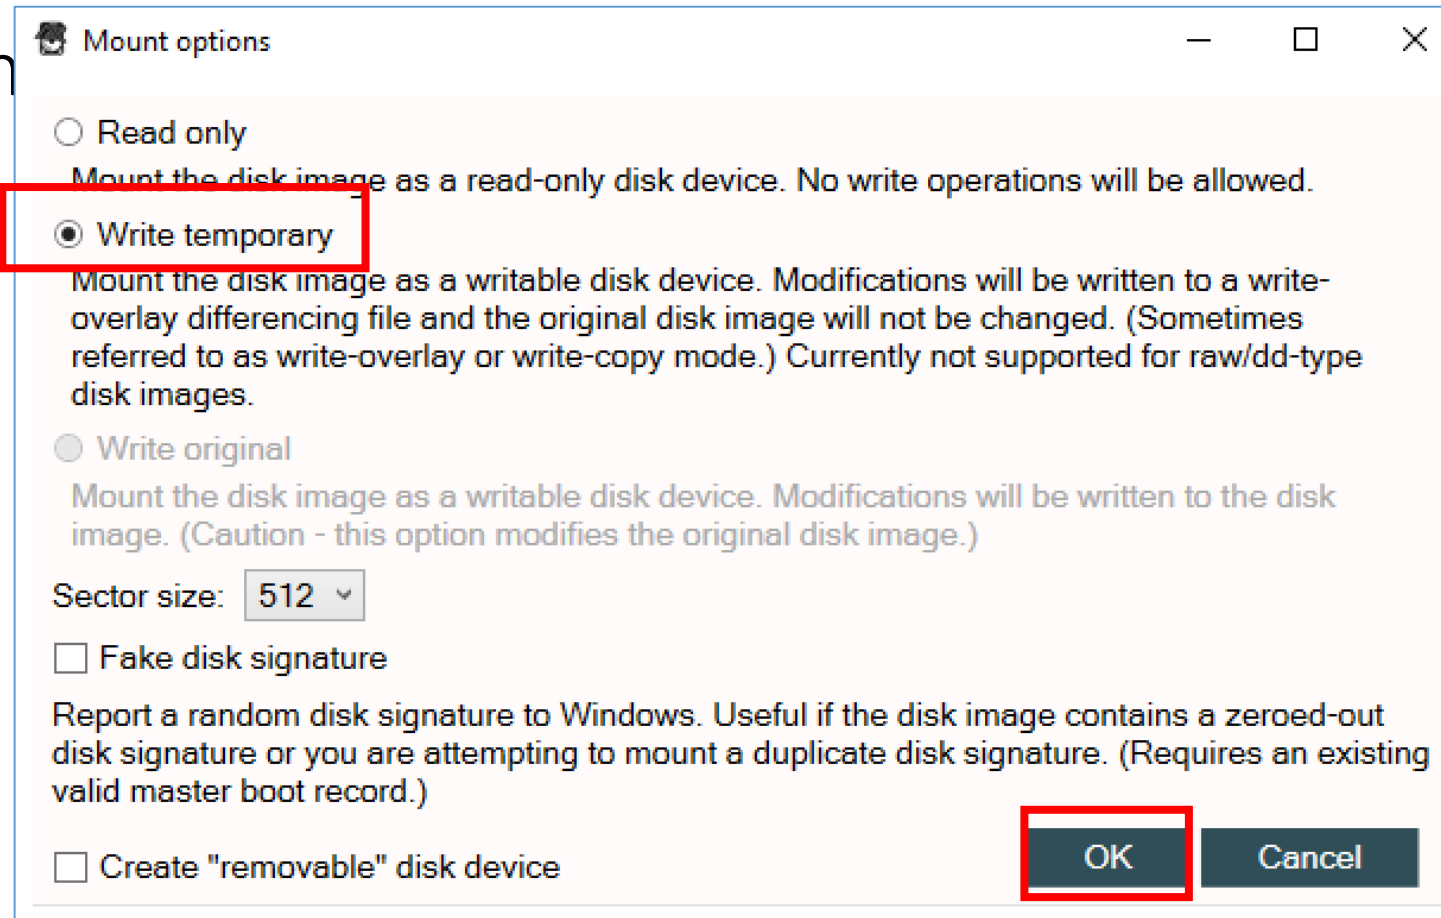 Mount options
Read only
Mount the disk image as a read-only disk device. No write operations will be allowed.
Write temporary
Mount the disk image as a writable disk device. Modifications will be written to a write-
overlay differencing file and the original disk image will not be changed. (Sometimes
referred to as write-overlay or write-copy mode.) Currently not supported for raw/dd-type
disk images.
Write original
Mount the disk image as a writable disk device. Modifications will be written to the disk
image. (Caution - this option modifies the original disk image.)
Sector size: 512
Fake disk signature
Report a random disk signature to Windows. Useful if the disk image contains a zeroed-out
disk signature or you are attempting to mount a duplicate disk signature. (Requires an existing
valid master boot record.)
Create "removable" disk device
OK Cancel